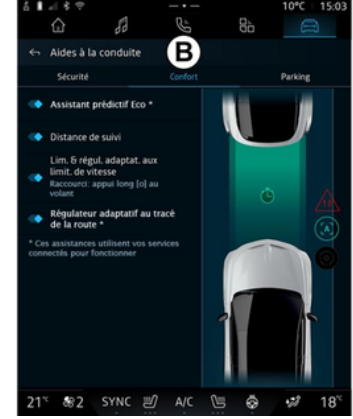 10°C 15:03
Aides à la conduite
B
Sécurité Confort Parking
Assistant prédictif Eco *
Distance de suivi
Lim. & régul. adaptat. aux
limit. de vitesse
Raccourci: appui long [o] au
volant
Régulateur adaptatif au tracé
de la route *
* Ces assistances utilisent vos services
connectés pour fonctionner
21°c 2 SYNC A/C 18°